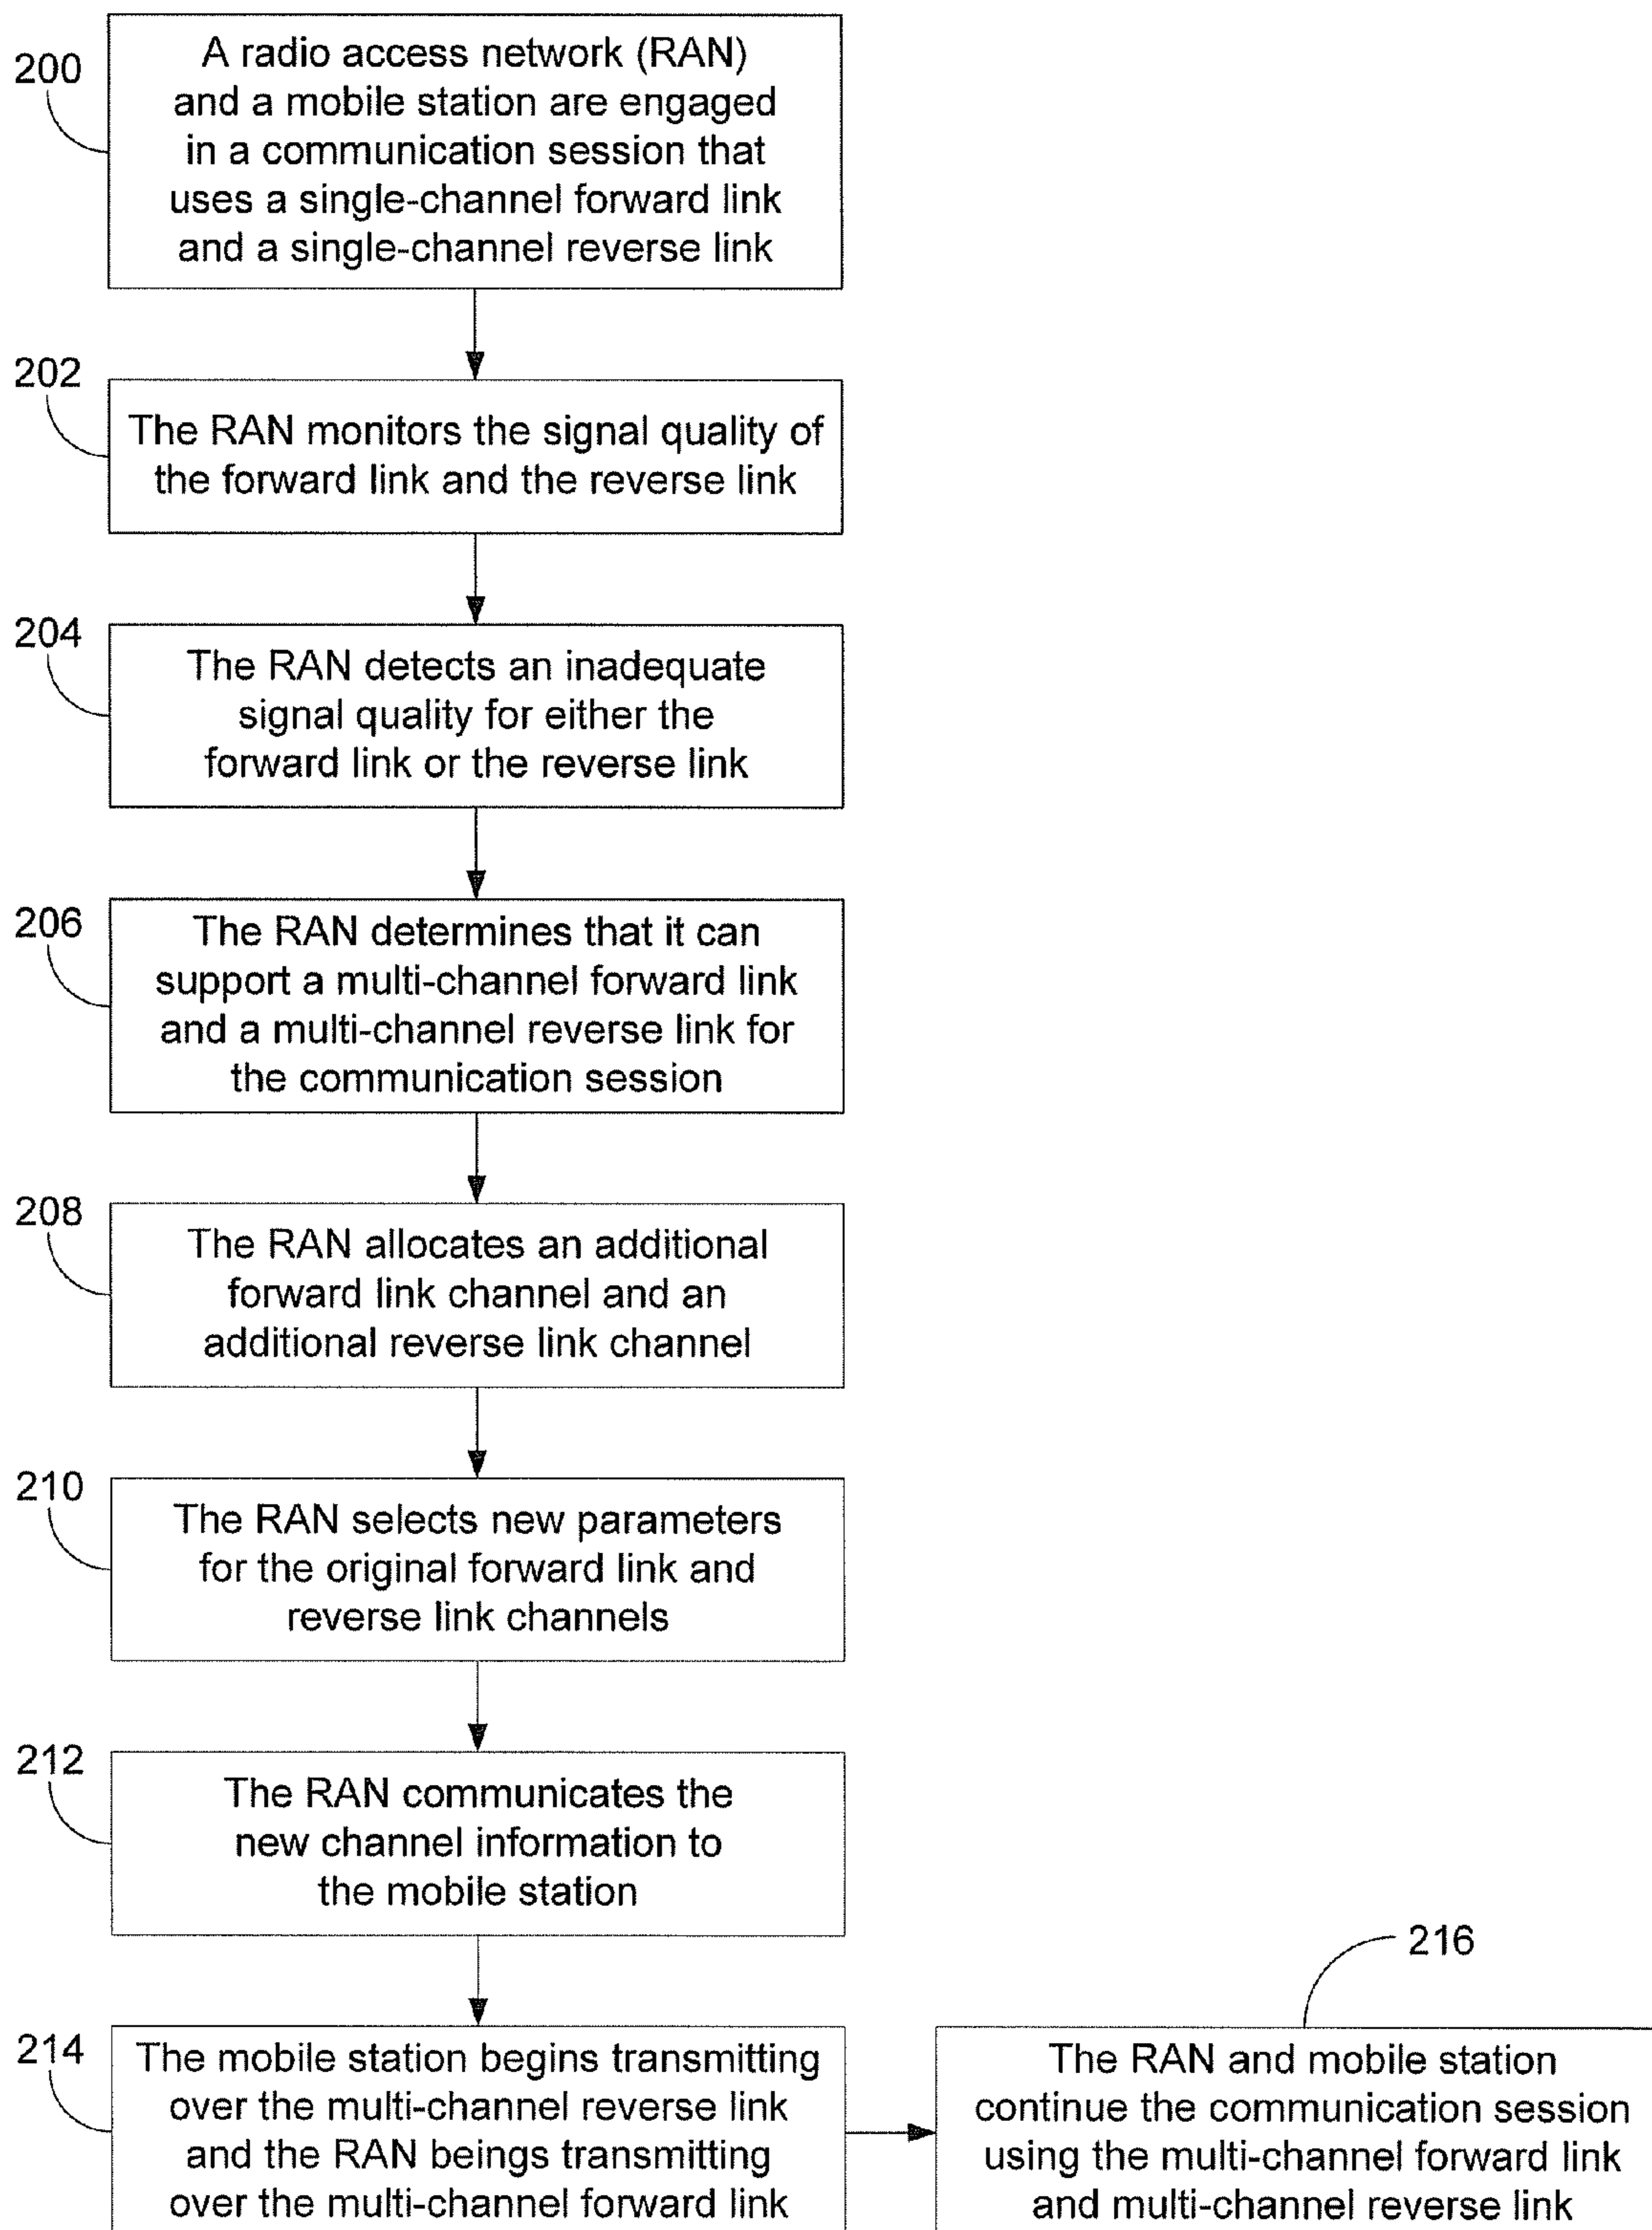 200
A radio access network (RAN)
and a mobile station are engaged
in a communication session that
uses a single-channel forward link
and a single-channel reverse link
202
The RAN monitors the signal quality of
the forward link and the reverse link
204
The RAN detects an inadequate
signal quality for either the
forward link or the reverse link
206
The RAN determines that it can
support a multi-channel forward link
and a multi-channel reverse link for
the communication session
208
The RAN allocates an additional
forward link channel and an
additional reverse link channel
210
The RAN selects new parameters
for the original forward link and
reverse link channels
212
The RAN communicates the
new channel information to
the mobile station
214
The mobile station begins transmitting
over the multi-channel reverse link
and the RAN beings transmitting
over the multi-channel forward link
216
The RAN and mobile station
continue the communication session
using the multi-channel forward link
and multi-channel reverse link